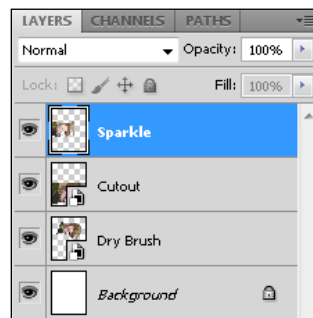 LAYERS CHANNELS PATHS
Normal Opacity: 100%
Lock: Fill: 100%
Sparkle
Cutout
Dry Brush
Background